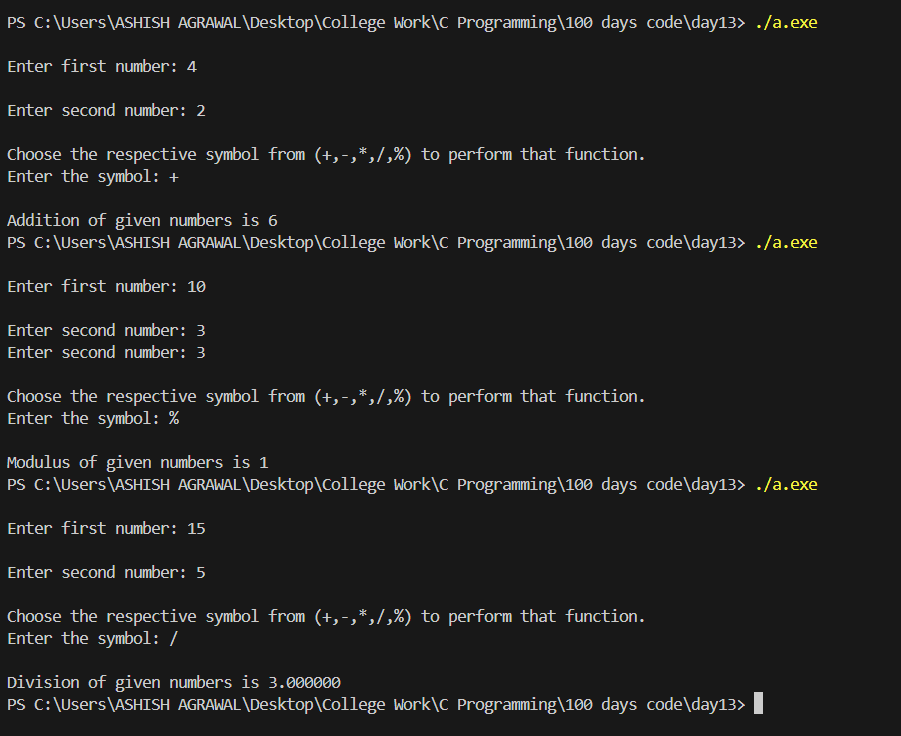 PS C:\Users\ASHISH AGRAWAL\Desktop\College Work\C Programming\100 days code\day13> ./a.exe
Enter first number: 4
Enter second number: 2
Choose the respective symbol from (+,-,*,/,%) to perform that function.
Enter the symbol: +
Addition of given numbers is 6
PS C:\Users\ASHISH AGRAWAL\Desktop\College Work\C Programming\100 days code\day13> ./a.exe
Enter first number: 10
Enter second number: 3
Enter second number: 3
Choose the respective symbol from (+,-,*,/,%) to perform that function.
Enter the symbol: %
Modulus of given numbers is 1
PS C:\Users\ASHISH AGRAWAL\Desktop\College Work\C Programming\100 days code\day13> ./a.exe
Enter first number: 15
Enter second number: 5
Choose the respective symbol from (+,-,*,/,%) to perform that function.
Enter the symbol: /
Division of given numbers is 3.000000
PS C:\Users\ASHISH AGRAWAL\Desktop\College Work\C Programming\100 days code\day13>